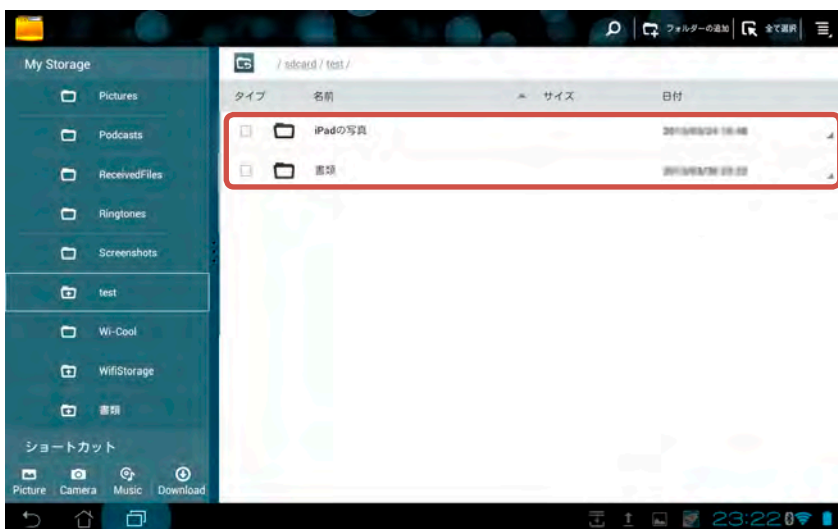 フォルダーの追加 全て選択
My Storage
/ sdcard / test /
タイプ 名前 サイズ 日付
Pictures
iPadの写真
Podcasts
書類
ReceivedFiles
Ringtones
Screenshots
test
Wi-Cool
WifiStorage
書類
ショートカット
Picture Camera Music Download
23:22